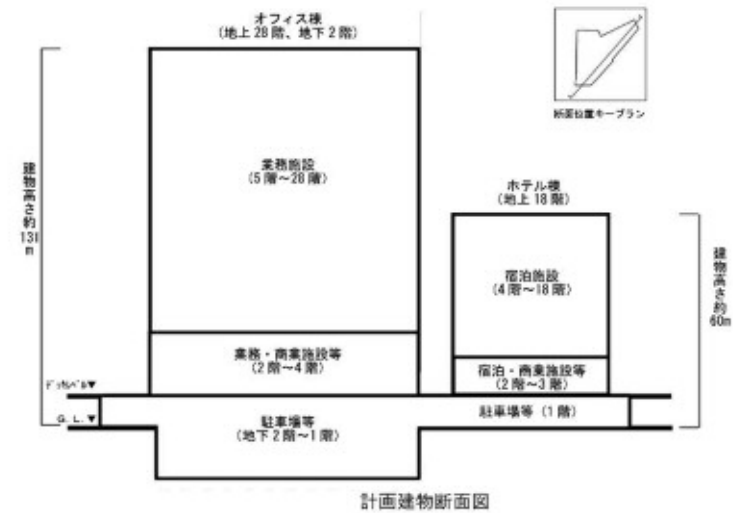 オフィス棟
(地上28階、地下2階)
断面位置キープラン
業務施設
(5階～28階)
ホテル棟
(地上18階)
建物高さ約131m
宿泊施設
(4階～18階)
建物高さ約60m
業務・商業施設等
(2階～4階)
宿泊・商業施設等
(2階～3階)
ﾃﾞｯｷﾚﾍﾞﾙ▼
G.L.▼
駐車場等
(地下2階～1階)
駐車場等(1階)
計画建物断面図